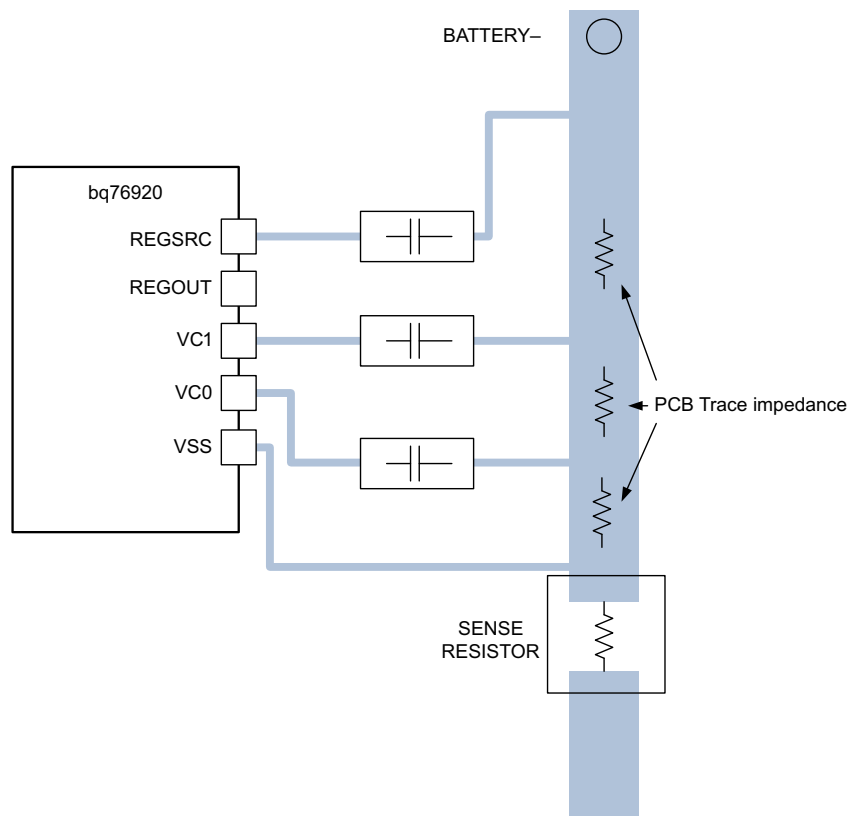 BATTERY–
bq76920
REGSRC
REGOUT
VC1
VC0
VSS
PCB Trace impedance
SENSE
RESISTOR